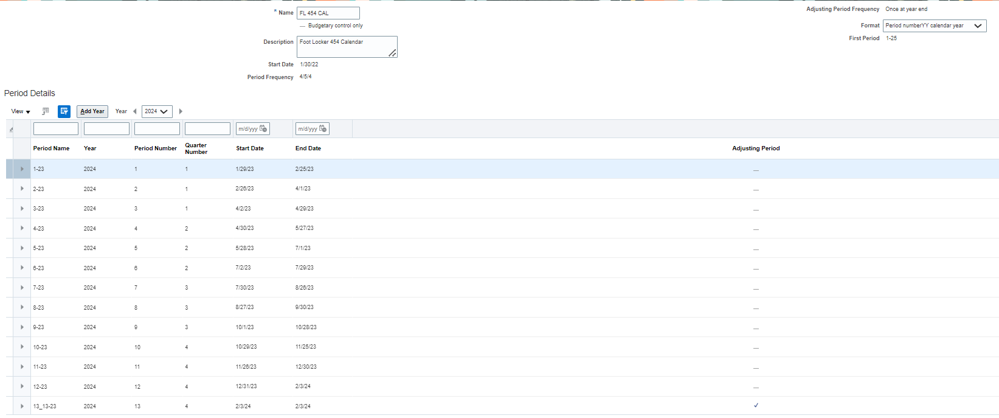 * Name FL 454 CAL
Budgetary control only
Description Foot Locker 454 Calendar
Start Date 1/30/22
Period Frequency 4/5/4
Adjusting Period Frequency Once at year end
Format Period numberYY calendar year
First Period 1-25
Period Details
View Add Year Year 2024
m/d/yyy m/d/yyy
Period Name Year Period Number Quarter Number Start Date End Date Adjusting Period
1-23 2024 1 1 1/29/23 2/25/23
2-23 2024 2 1 2/26/23 4/1/23
3-23 2024 3 1 4/2/23 4/29/23
4-23 2024 4 2 4/30/23 5/27/23
5-23 2024 5 2 5/28/23 7/1/23
6-23 2024 6 2 7/2/23 7/29/23
7-23 2024 7 3 7/30/23 8/26/23
8-23 2024 8 3 8/27/23 9/30/23
9-23 2024 9 3 10/1/23 10/28/23
10-23 2024 10 4 10/29/23 11/25/23
11-23 2024 11 4 11/26/23 12/30/23
12-23 2024 12 4 12/31/23 2/3/24
13_13-23 2024 13 4 2/3/24 2/3/24 ✓